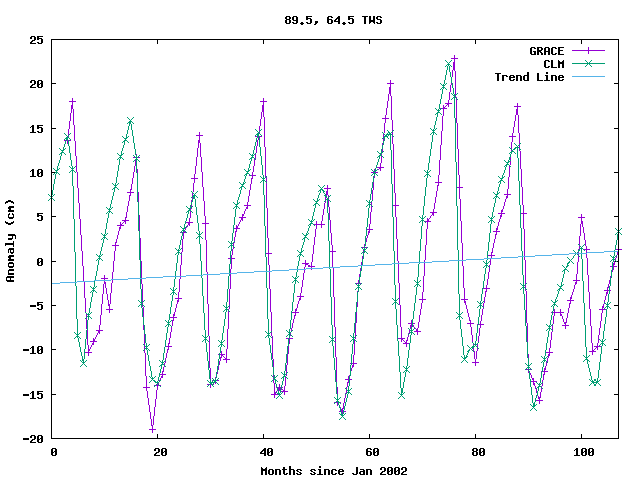 89.5, 64.5 TWS
GRACE
CLM
Trend Line
25
20
15
10
5
0
-5
-10
-15
-20
Anomaly (cm)
0 20 40 60 80 100
Months since Jan 2002